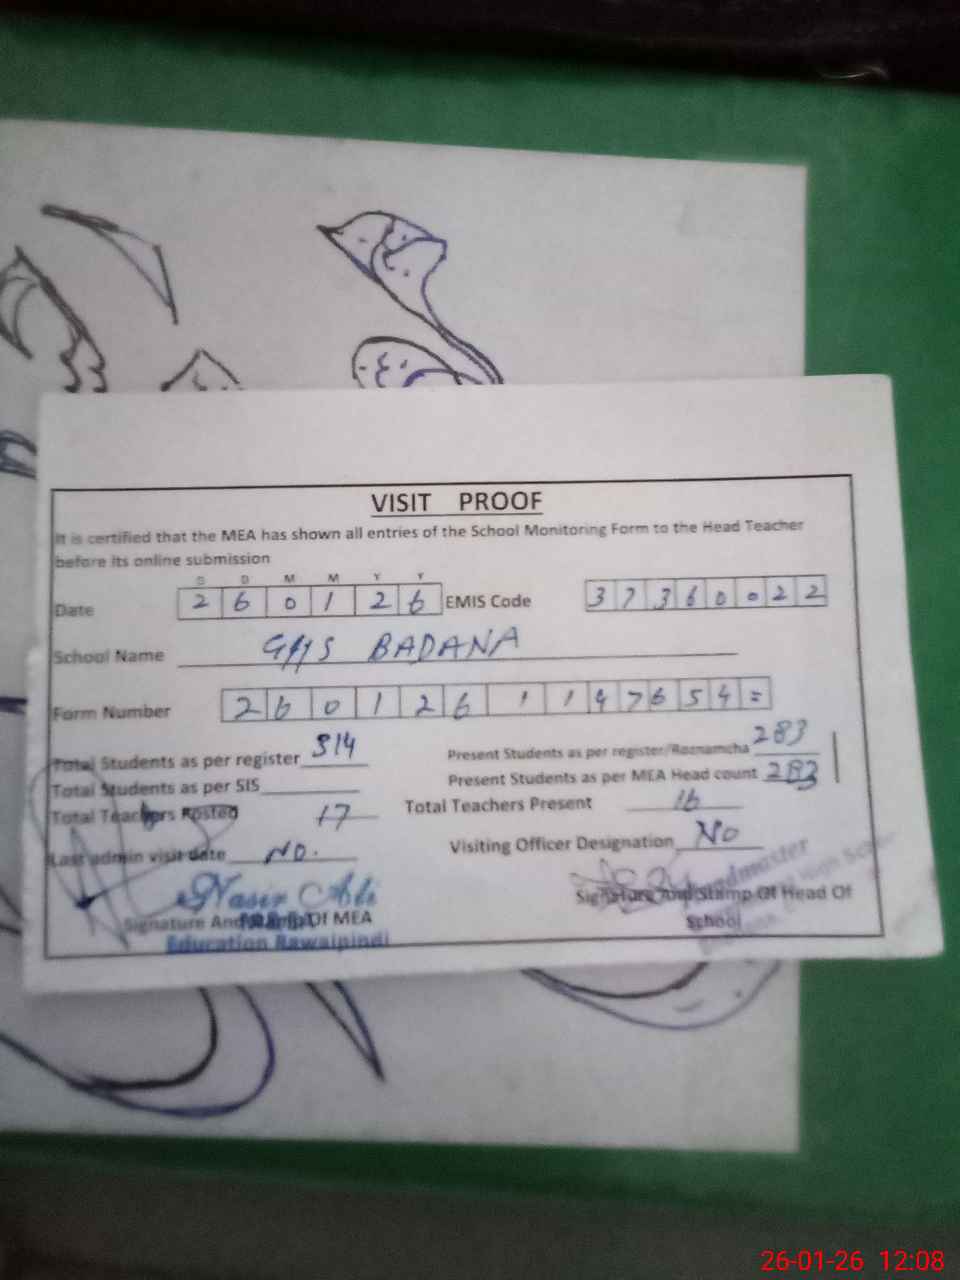 VISIT PROOF
It is certified that the MEA has shown all entries of the School Monitoring Form to the Head Teacher
before its online submission
D D M M Y Y
Date 2 6 0 1 2 6 EMIS Code 3 7 3 6 0 0 2 2
School Name GHS BADANA
Form Number 2 6 0 1 2 6 1 1 4 7 6 5 4 =
Total Students as per register 314 Present Students as per register/Roznamcha 283
Total Students as per SIS Present Students as per MEA Head count 283
Total Teachers Posted 17 Total Teachers Present 16
Last admin visit date NO. Visiting Officer Designation NO
Nasir Ali Headmaster
Signature And Stamp Of MEA Signature And Stamp Of Head Of
School
Education Rawalpindi
26-01-26 12:08